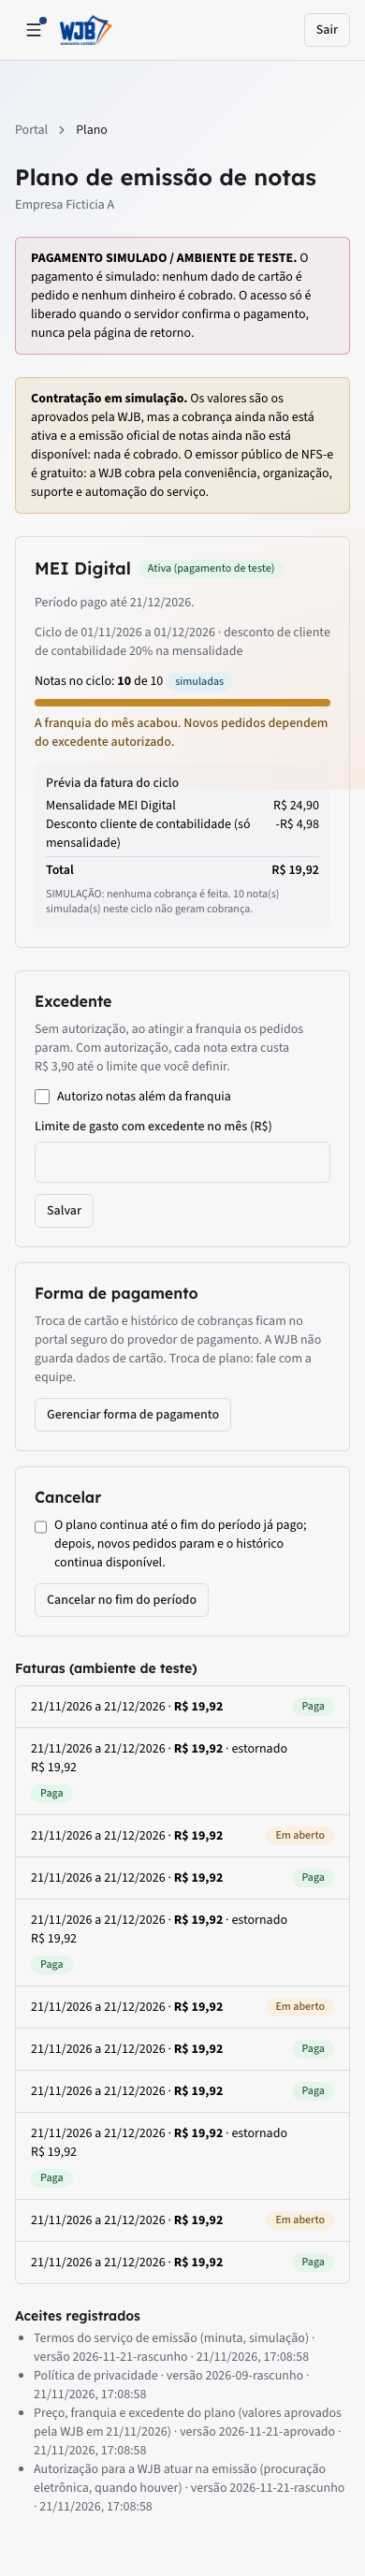 WJB
Sair
Portal > Plano
Plano de emissão de notas
Empresa Ficticia A
PAGAMENTO SIMULADO / AMBIENTE DE TESTE. O
pagamento é simulado: nenhum dado de cartão é
pedido e nenhum dinheiro é cobrado. O acesso só é
liberado quando o servidor confirma o pagamento,
nunca pela página de retorno.
Contratação em simulação. Os valores são os
aprovados pela WJB, mas a cobrança ainda não está
ativa e a emissão oficial de notas ainda não está
disponível: nada é cobrado. O emissor público de NFS-e
é gratuito: a WJB cobra pela conveniência, organização,
suporte e automação do serviço.
MEI Digital Ativa (pagamento de teste)
Período pago até 21/12/2026.
Ciclo de 01/11/2026 a 01/12/2026 · desconto de cliente
de contabilidade 20% na mensalidade
Notas no ciclo: 10 de 10 simuladas
A franquia do mês acabou. Novos pedidos dependem
do excedente autorizado.
Prévia da fatura do ciclo
Mensalidade MEI Digital R$ 24,90
Desconto cliente de contabilidade (só -R$ 4,98
mensalidade)
Total R$ 19,92
SIMULAÇÃO: nenhuma cobrança é feita. 10 nota(s)
simulada(s) neste ciclo não geram cobrança.
Excedente
Sem autorização, ao atingir a franquia os pedidos
param. Com autorização, cada nota extra custa
R$ 3,90 até o limite que você definir.
Autorizo notas além da franquia
Limite de gasto com excedente no mês (R$)
Salvar
Forma de pagamento
Troca de cartão e histórico de cobranças ficam no
portal seguro do provedor de pagamento. A WJB não
guarda dados de cartão. Troca de plano: fale com a
equipe.
Gerenciar forma de pagamento
Cancelar
O plano continua até o fim do período já pago;
depois, novos pedidos param e o histórico
continua disponível.
Cancelar no fim do período
Faturas (ambiente de teste)
21/11/2026 a 21/12/2026 · R$ 19,92 Paga
21/11/2026 a 21/12/2026 · R$ 19,92 · estornado
R$ 19,92
Paga
21/11/2026 a 21/12/2026 · R$ 19,92 Em aberto
21/11/2026 a 21/12/2026 · R$ 19,92 Paga
21/11/2026 a 21/12/2026 · R$ 19,92 · estornado
R$ 19,92
Paga
21/11/2026 a 21/12/2026 · R$ 19,92 Em aberto
21/11/2026 a 21/12/2026 · R$ 19,92 Paga
21/11/2026 a 21/12/2026 · R$ 19,92 Paga
21/11/2026 a 21/12/2026 · R$ 19,92 · estornado
R$ 19,92
Paga
21/11/2026 a 21/12/2026 · R$ 19,92 Em aberto
21/11/2026 a 21/12/2026 · R$ 19,92 Paga
Aceites registrados
• Termos do serviço de emissão (minuta, simulação) ·
versão 2026-11-21-rascunho · 21/11/2026, 17:08:58
• Política de privacidade · versão 2026-09-rascunho ·
21/11/2026, 17:08:58
• Preço, franquia e excedente do plano (valores aprovados
pela WJB em 21/11/2026) · versão 2026-11-21-aprovado ·
21/11/2026, 17:08:58
• Autorização para a WJB atuar na emissão (procuração
eletrônica, quando houver) · versão 2026-11-21-rascunho
· 21/11/2026, 17:08:58